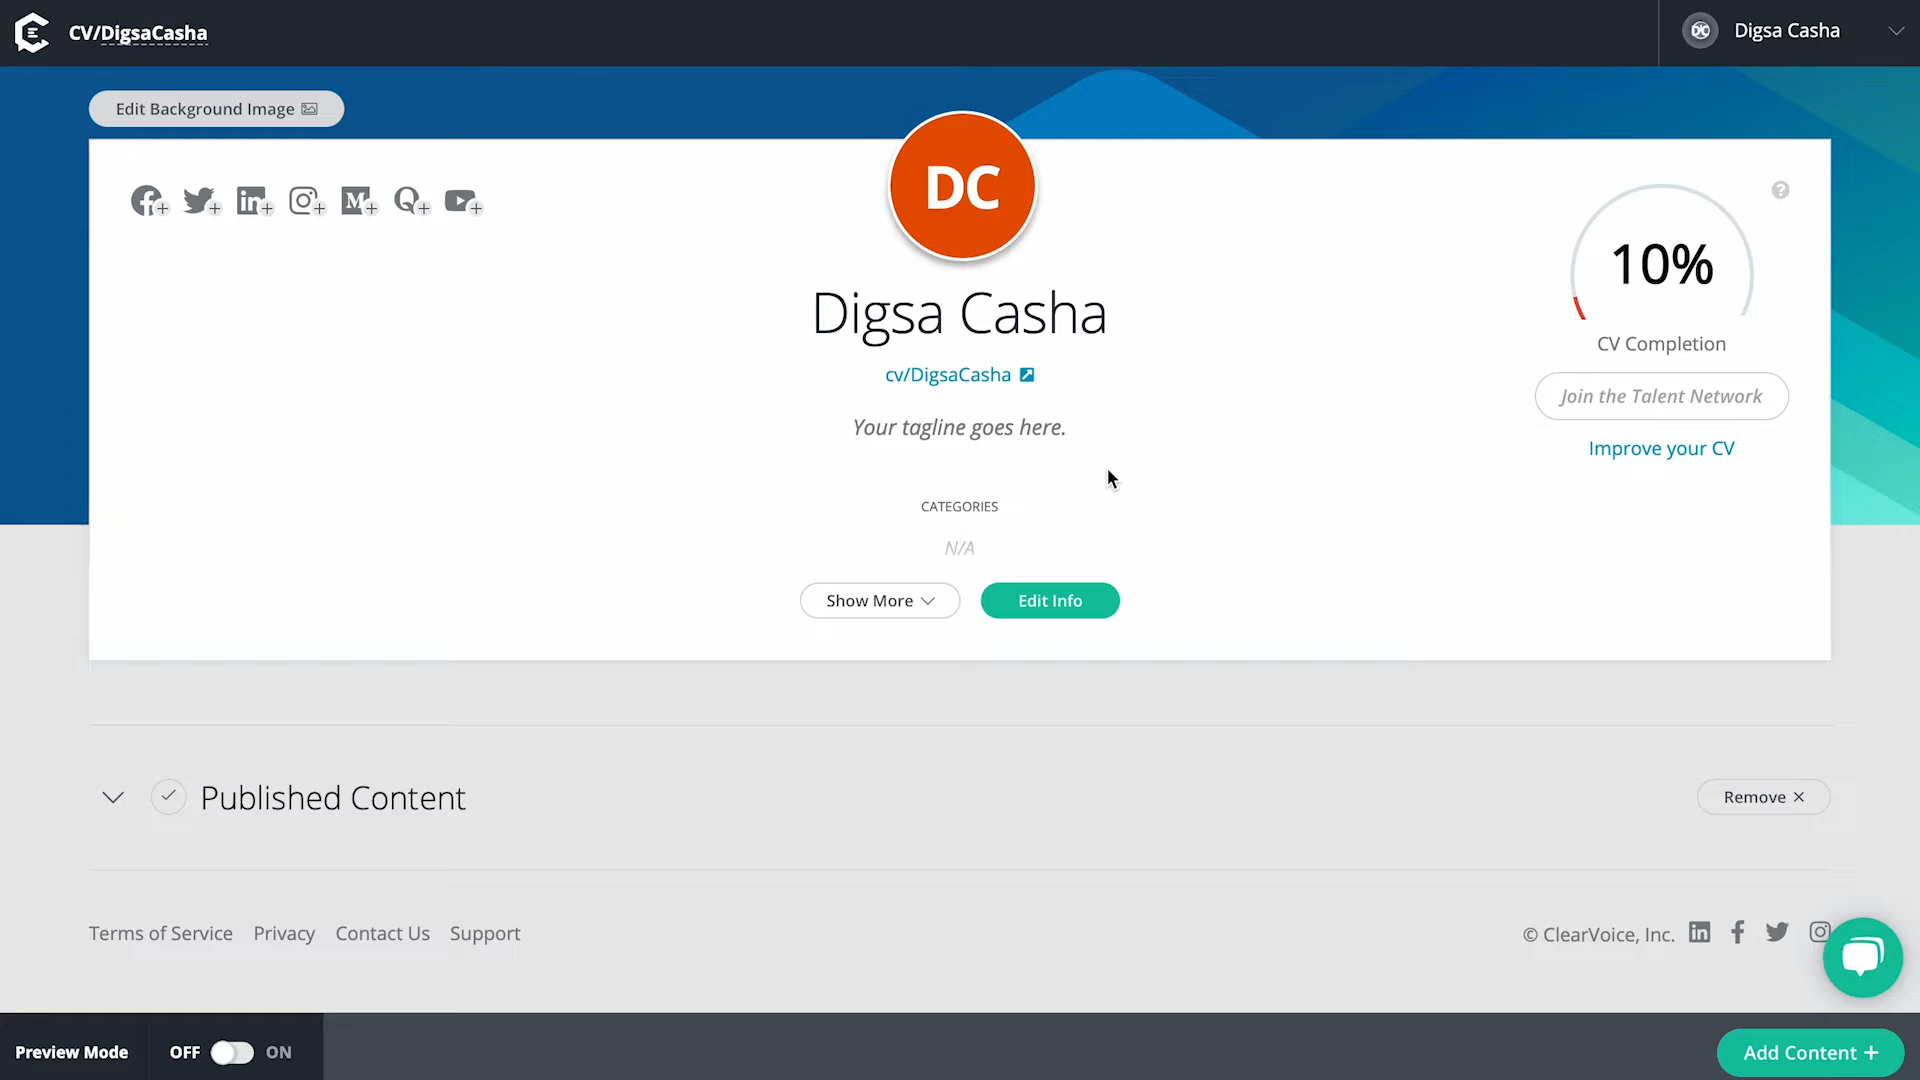 CV/DigsaCasha
DC
Digsa Casha
Edit Background Image
DC
10%
Digsa Casha
CV Completion
cv/DigsaCasha
Join the Talent Network
Your tagline goes here.
Improve your CV
CATEGORIES
N/A
Show More
Edit Info
Published Content
Remove ×
Terms of Service
Privacy
Contact Us
Support
© ClearVoice, Inc.
Preview Mode
OFF
ON
Add Content +